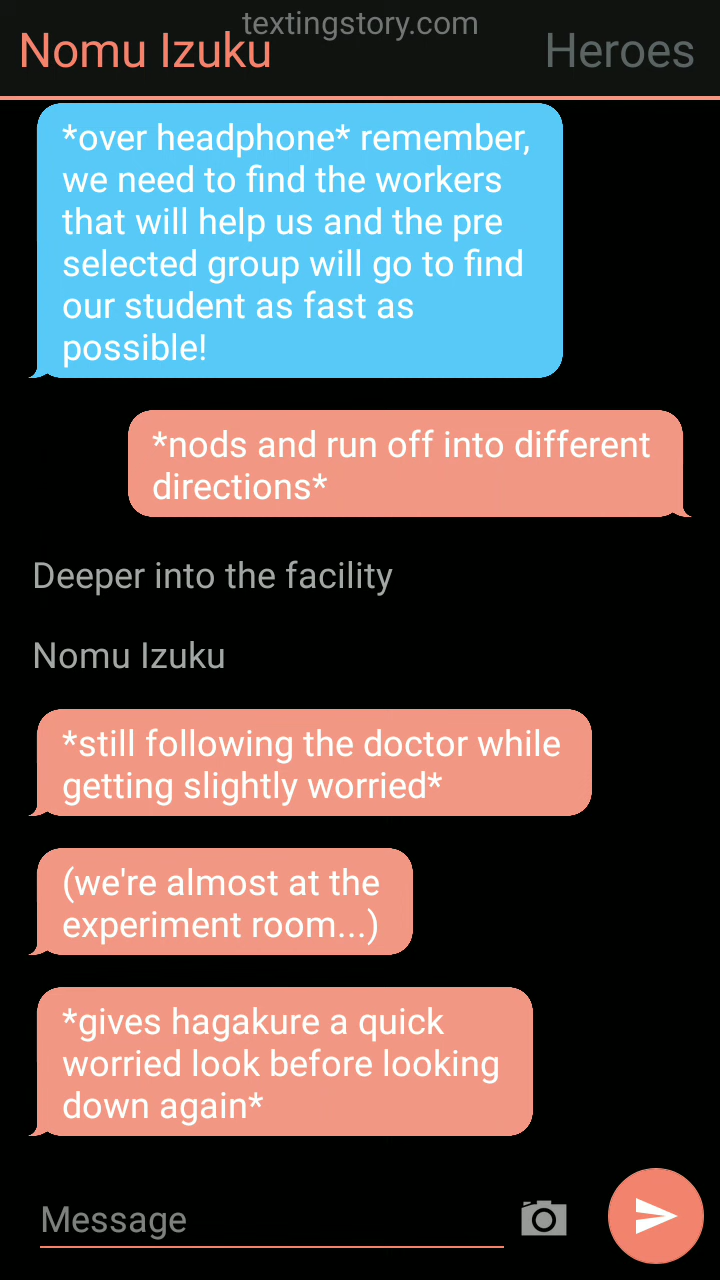 textingstory.com
Nomu Izuku
Heroes
*over headphone* remember,
we need to find the workers
that will help us and the pre
selected group will go to find
our student as fast as
possible!
*nods and run off into different
directions*
Deeper into the facility
Nomu Izuku
*still following the doctor while
getting slightly worried*
(we're almost at the
experiment room...)
*gives hagakure a quick
worried look before looking
down again*
Message